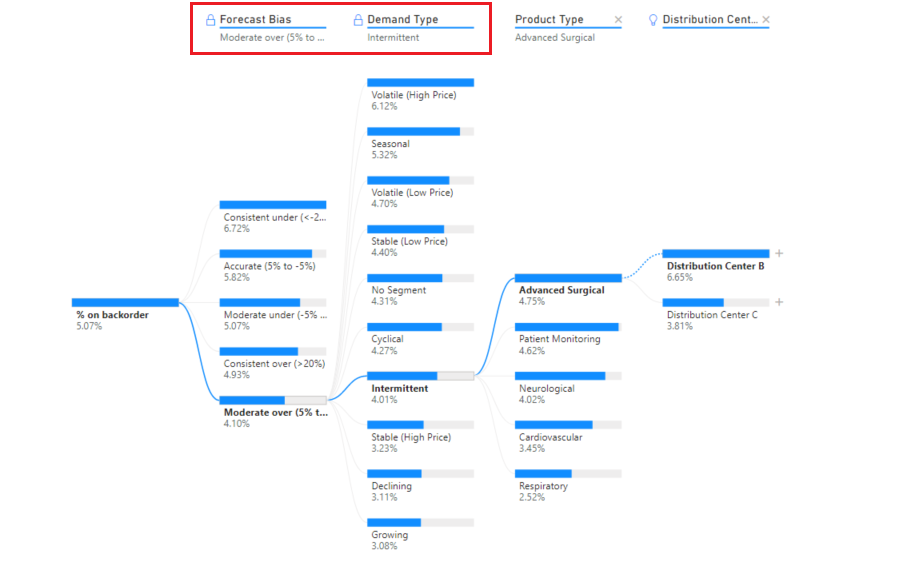 Forecast Bias
Moderate over (5% to ...
Demand Type
Intermittent
Product Type
Advanced Surgical
Distribution Cent...
% on backorder
5.07%
Consistent under (<-2...
6.72%
Accurate (5% to -5%)
5.82%
Moderate under (-5% ...
5.07%
Consistent over (>20%)
4.93%
Moderate over (5% t...
4.10%
Volatile (High Price)
6.12%
Seasonal
5.32%
Volatile (Low Price)
4.70%
Stable (Low Price)
4.40%
No Segment
4.31%
Cyclical
4.27%
Intermittent
4.01%
Stable (High Price)
3.23%
Declining
3.11%
Growing
3.08%
Advanced Surgical
4.75%
Patient Monitoring
4.62%
Neurological
4.02%
Cardiovascular
3.45%
Respiratory
2.52%
Distribution Center B
6.65%
Distribution Center C
3.81%